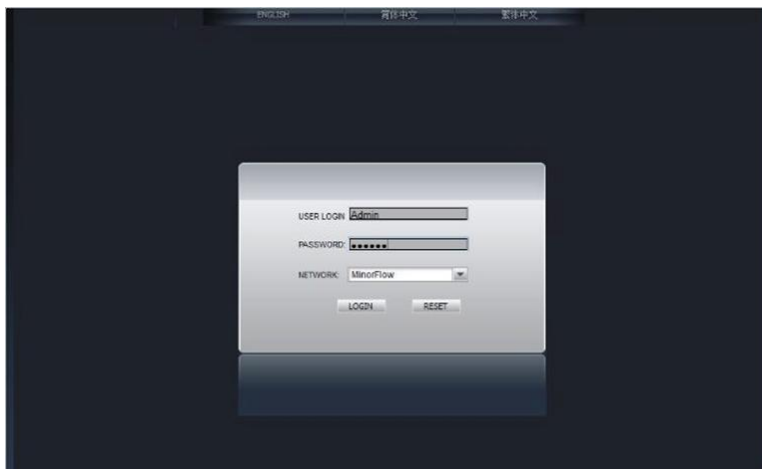 ENGLISH 简体中文 繁体中文
USER LOGIN Admin
PASSWORD: ••••••
NETWORK: MinorFlow
LOGIN RESET